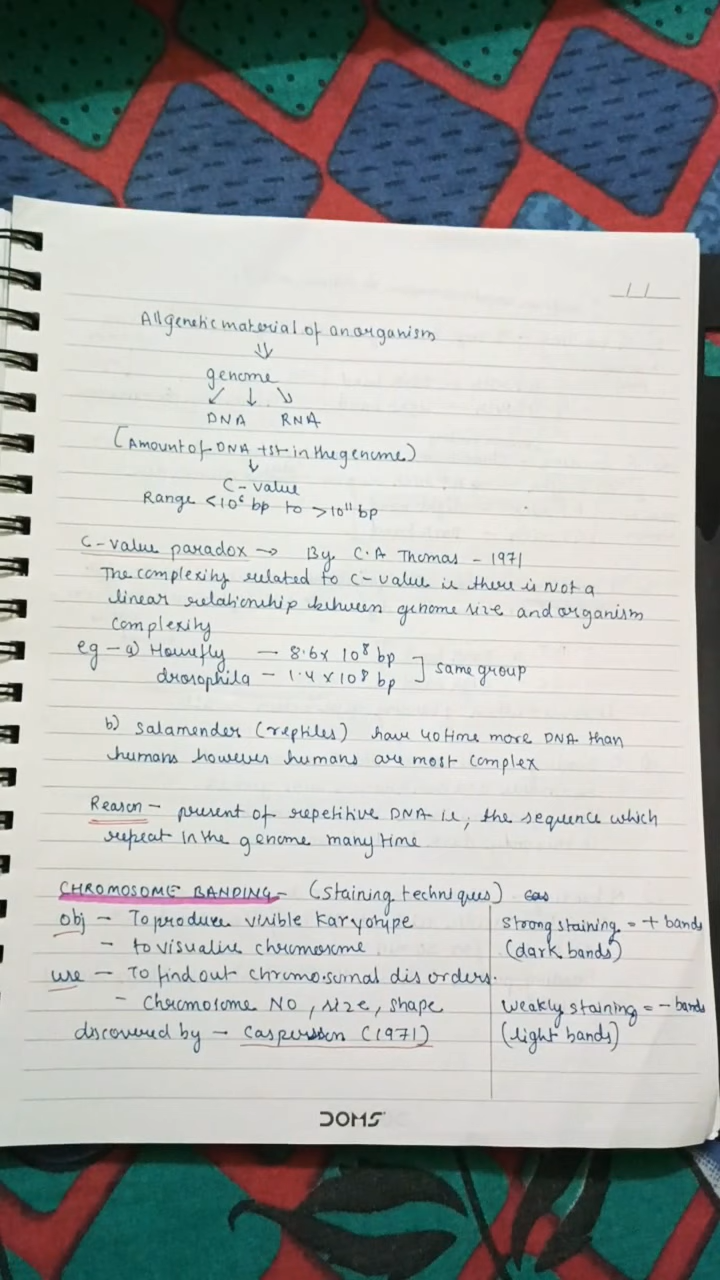 / /
All genetic material of an organism
⇓
genome
↙ ↓ ↘
DNA RNA
(Amount of DNA +st in the genome)
↓
C-value
Range <10⁶ bp to >10¹¹ bp
C-value paradox → By C.A Thomas - 1971
The complexity related to C-value is there is not a
linear relationship between genome size and organism
complexity
eg - a) Housefly - 8.6x 10⁸ bp
drosophila - 1.4 x 10⁸ bp ] same group
b) Salamender (reptiles) have 40 time more DNA than
humans however humans are most complex
Reason - present of repetitive DNA i.e, the sequence which
repeat in the genome many time
CHROMOSOME BANDING - (staining techniques)
obj - To produce visible Karyotype
- to visualise chromosome
use - To find out chromosomal disorders.
- Chromosome NO, size, shape
discovered by - Caspersson (1971)
strong staining = + bands
(dark bands)
weakly staining = - bands
(light bands)
DOMS